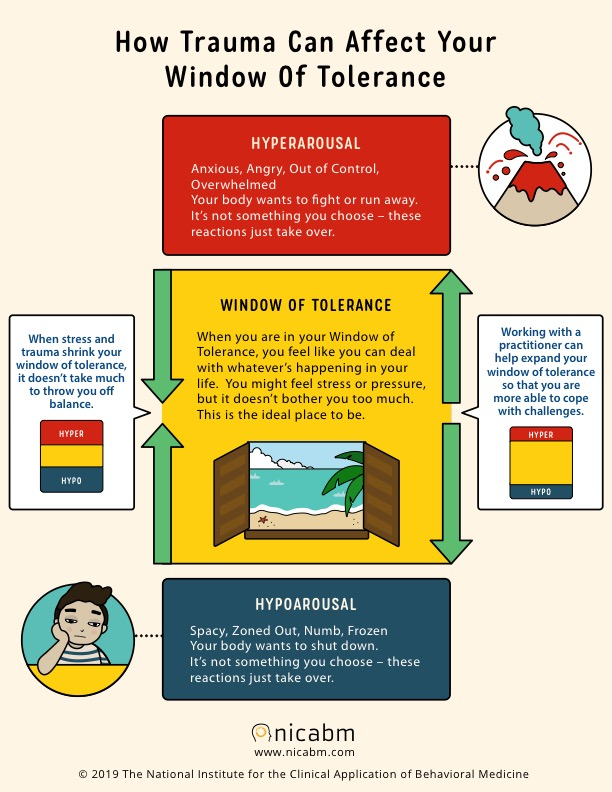 How Trauma Can Affect Your
Window Of Tolerance
HYPERAROUSAL
Anxious, Angry, Out of Control,
Overwhelmed
Your body wants to fight or run away.
It's not something you choose – these
reactions just take over.
WINDOW OF TOLERANCE
When you are in your Window of
Tolerance, you feel like you can deal
with whatever's happening in your
life.  You might feel stress or pressure,
but it doesn't bother you too much.
This is the ideal place to be.
When stress and
trauma shrink your
window of tolerance,
it doesn't take much
to throw you off
balance.
HYPER
HYPO
Working with a
practitioner can
help expand your
window of tolerance
so that you are
more able to cope
with challenges.
HYPER
HYPO
HYPOAROUSAL
Spacy, Zoned Out, Numb, Frozen
Your body wants to shut down.
It's not something you choose – these
reactions just take over.
nicabm
www.nicabm.com
© 2019 The National Institute for the Clinical Application of Behavioral Medicine